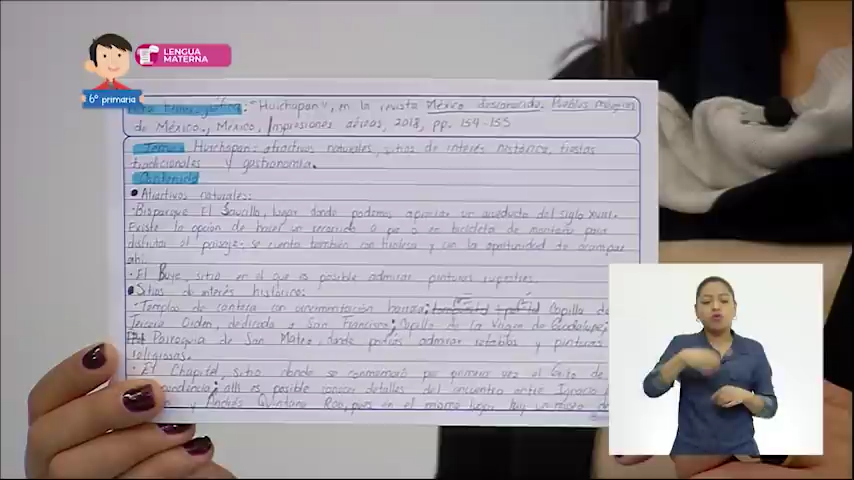 LENGUA
MATERNA
6º primaria
: "Huichapan", en la revista México desconocido. Pueblos mágicos
de México., México, Impresiones aéreas, 2018, pp. 154-155
Tema: Huichapan: atractivos naturales, sitios de interés histórico, fiestas
tradicionales y gastronomía.
Contenido
• Atractivos naturales:
· Bioparque El Saucillo, lugar donde podemos apreciar un acueducto del siglo XVIII.
Existe la opción de hacer un recorrido a pie o en bicicleta de montaña para
disfrutar el paisaje; se cuenta también con tirolesa y con la oportunidad de acampar
ahí.
· El Boye, sitio en el que es posible admirar pinturas rupestres.
• Sitios de interés histórico:
· Templos de cantera con ornamentación barroca; Capilla de
Tercera Orden, dedicada a San Francisco; Capilla de la Virgen de Guadalupe;
Parroquia de San Mateo, donde podrás admirar retablos y pinturas
religiosas.
· El Chapitel, sitio donde se conmemoró por primera vez el Grito de
pendencia; allí es posible conocer detalles del encuentro entre Ignacio
y Andrés Quintana Roo, pues en el mismo lugar hay un museo de